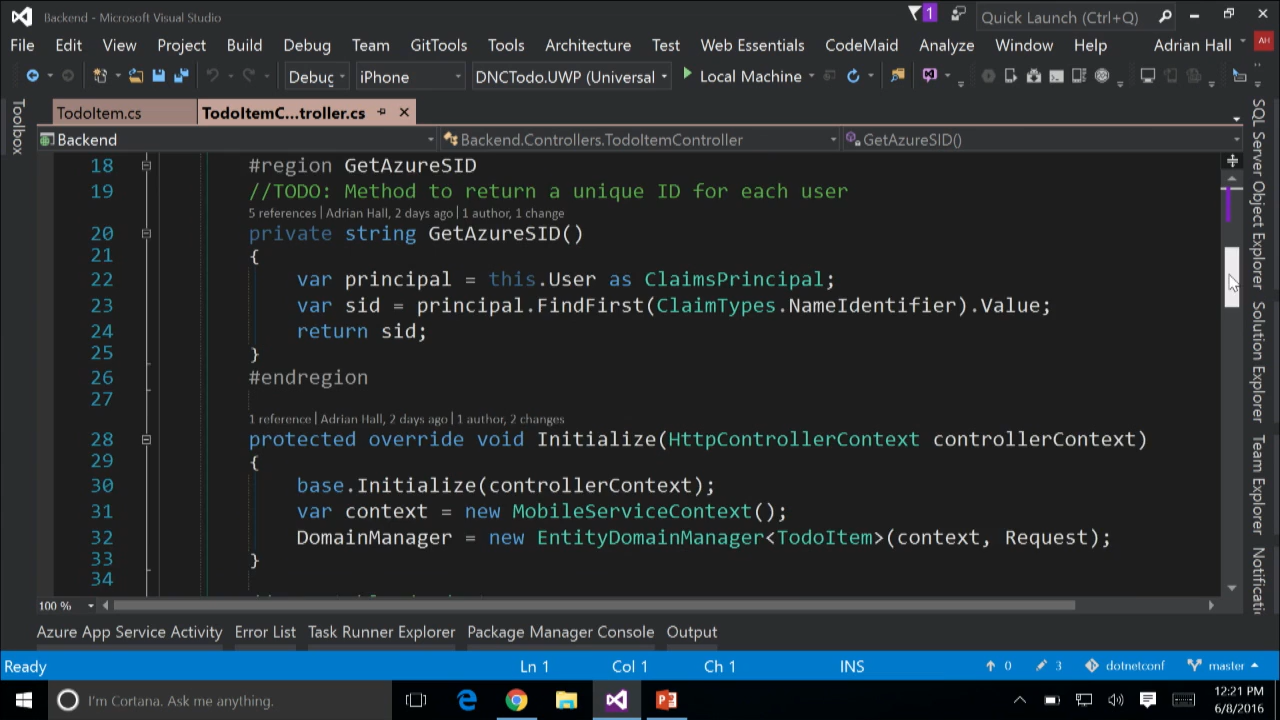 Backend - Microsoft Visual Studio
1
Quick Launch (Ctrl+Q)
File Edit View Project Build Debug Team GitTools Tools Architecture Test Web Essentials CodeMaid Analyze Window Help Adrian Hall AH
Debug iPhone DNCTodo.UWP (Universal Local Machine
TodoItem.cs TodoItemC...troller.cs
Backend Backend.Controllers.TodoItemController GetAzureSID()
18 #region GetAzureSID
19 //TODO: Method to return a unique ID for each user
5 references | Adrian Hall, 2 days ago | 1 author, 1 change
20 private string GetAzureSID()
21 {
22 var principal = this.User as ClaimsPrincipal;
23 var sid = principal.FindFirst(ClaimTypes.NameIdentifier).Value;
24 return sid;
25 }
26 #endregion
27
1 reference | Adrian Hall, 2 days ago | 1 author, 2 changes
28 protected override void Initialize(HttpControllerContext controllerContext)
29 {
30 base.Initialize(controllerContext);
31 var context = new MobileServiceContext();
32 DomainManager = new EntityDomainManager<TodoItem>(context, Request);
33 }
34
100 %
Toolbox
SQL Server Object Explorer
Solution Explorer
Team Explorer
Notificati
Azure App Service Activity Error List Task Runner Explorer Package Manager Console Output
Ready Ln 1 Col 1 Ch 1 INS 0 3 dotnetconf master
I'm Cortana. Ask me anything.
12:21 PM
6/8/2016